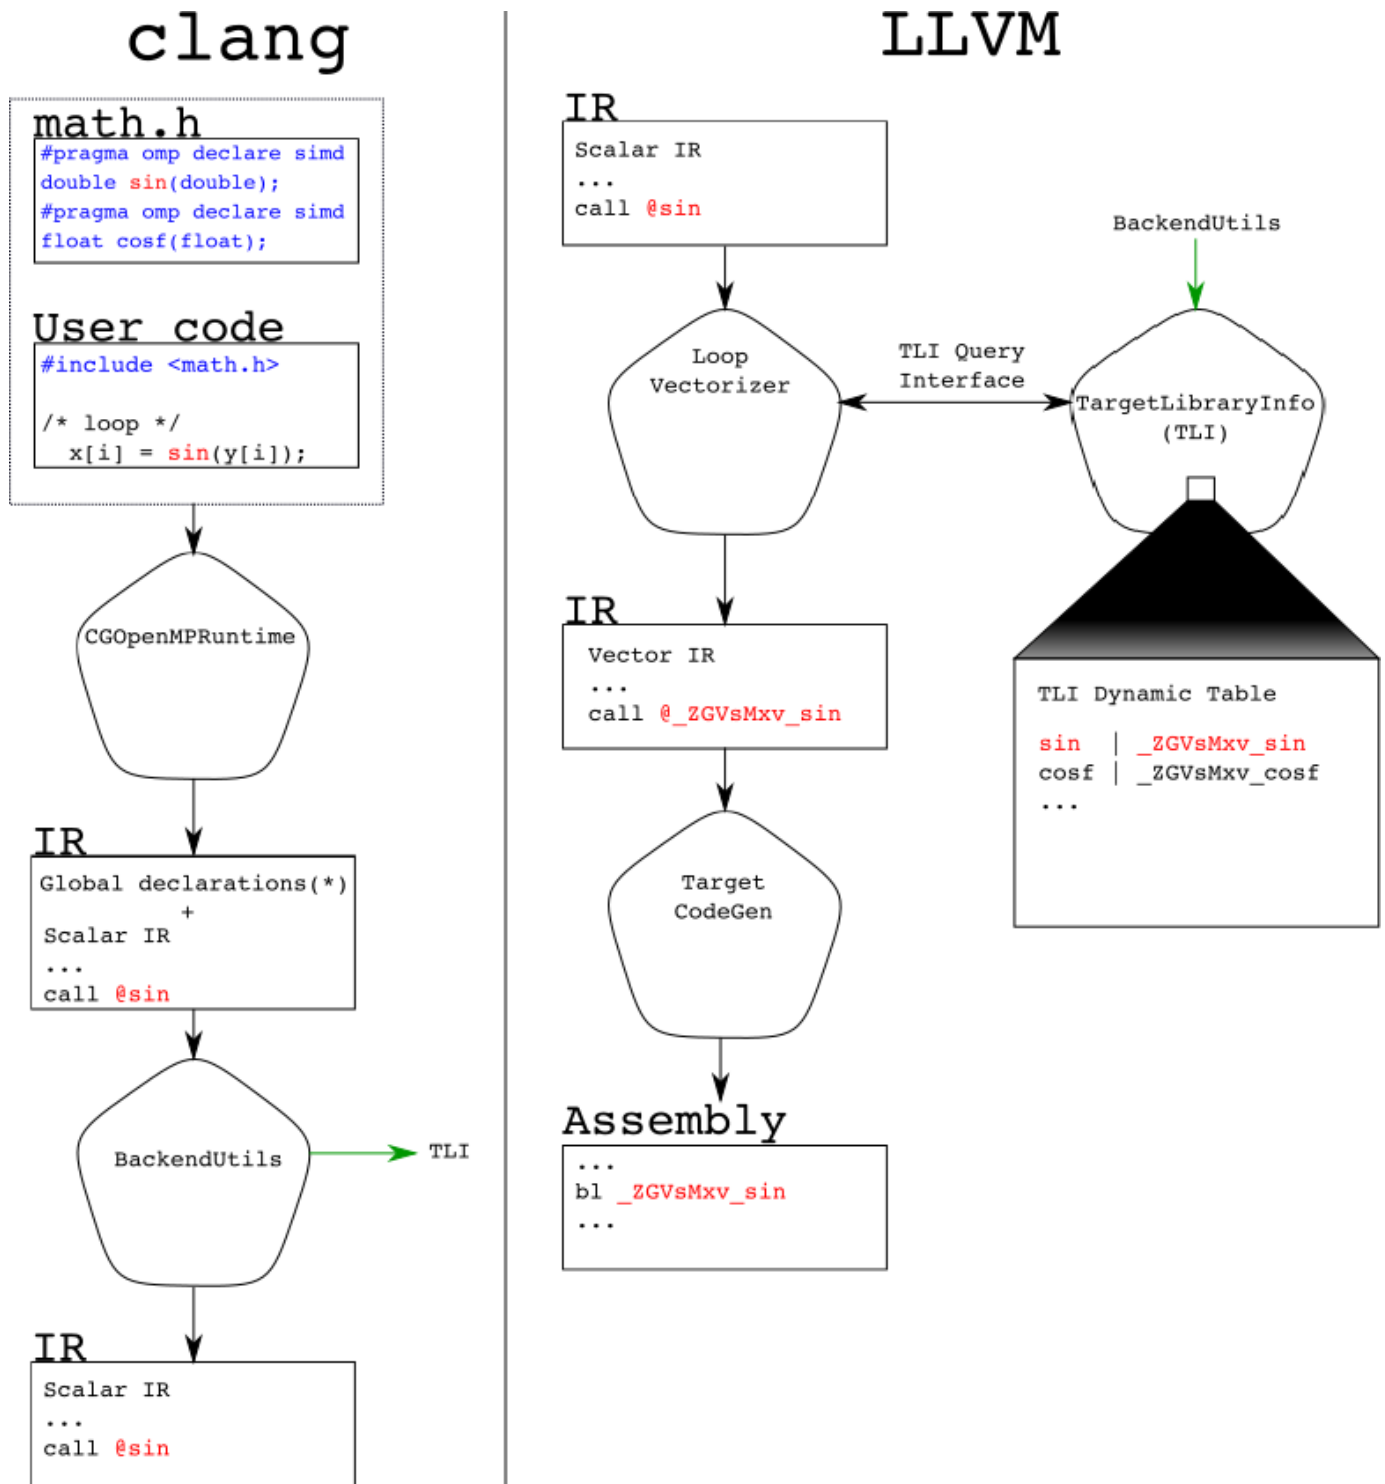 clang
math.h
#pragma omp declare simd
double sin(double);
#pragma omp declare simd
float cosf(float);
User code
#include <math.h>
/* loop */
x[i] = sin(y[i]);
CGOpenMPRuntime
IR
Global declarations(*)
+
Scalar IR
...
call @sin
BackendUtils
TLI
IR
Scalar IR
...
call @sin
LLVM
IR
Scalar IR
...
call @sin
Loop
Vectorizer
TLI Query
Interface
BackendUtils
TargetLibraryInfo
(TLI)
TLI Dynamic Table
sin | _ZGVsMxv_sin
cosf | _ZGVsMxv_cosf
...
IR
Vector IR
...
call @_ZGVsMxv_sin
Target
CodeGen
Assembly
...
bl _ZGVsMxv_sin
...